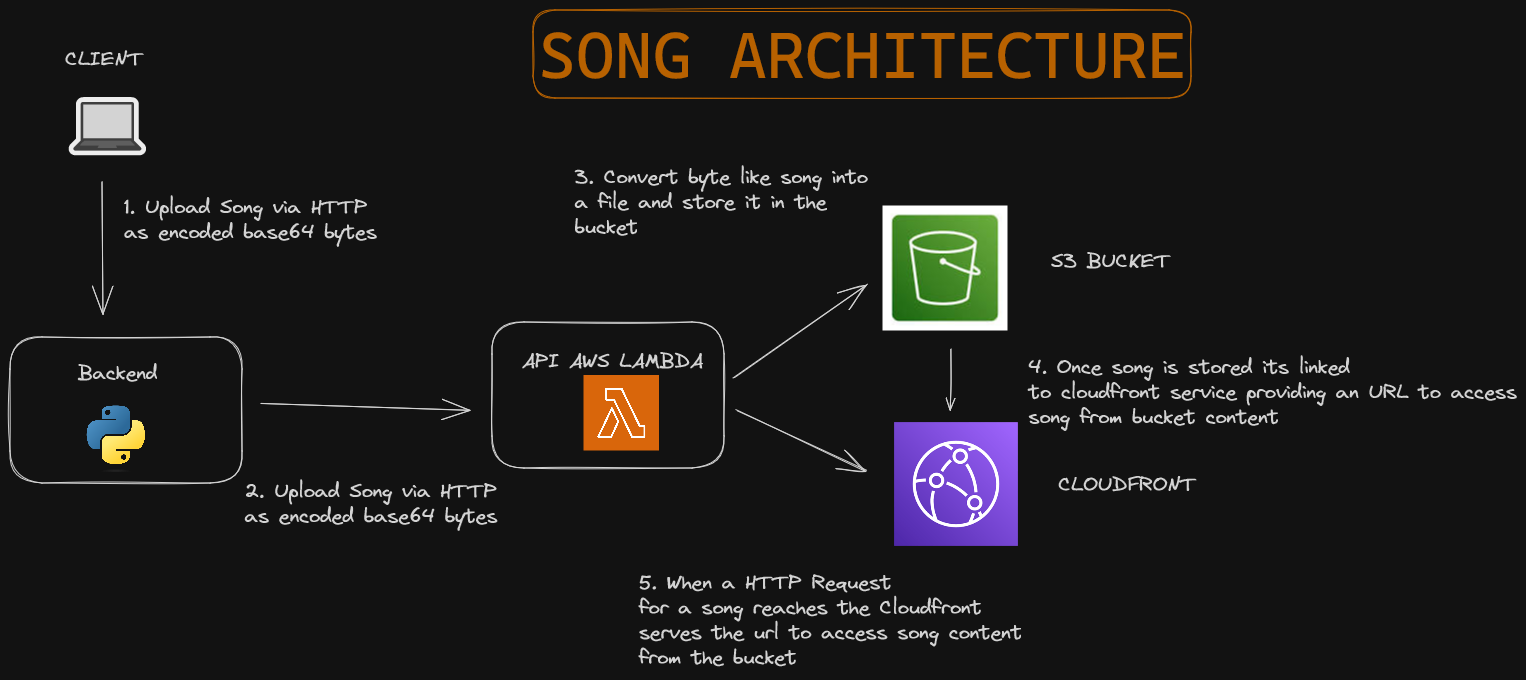 SONG ARCHITECTURE
CLIENT
1. Upload Song via HTTP
as encoded base64 bytes
Backend
2. Upload Song via HTTP
as encoded base64 bytes
API AWS LAMBDA
3. Convert byte like song into
a file and store it in the
bucket
S3 BUCKET
4. Once song is stored its linked
to cloudfront service providing an URL to access
song from bucket content
CLOUDFRONT
5. When a HTTP Request
for a song reaches the Cloudfront
serves the url to access song content
from the bucket